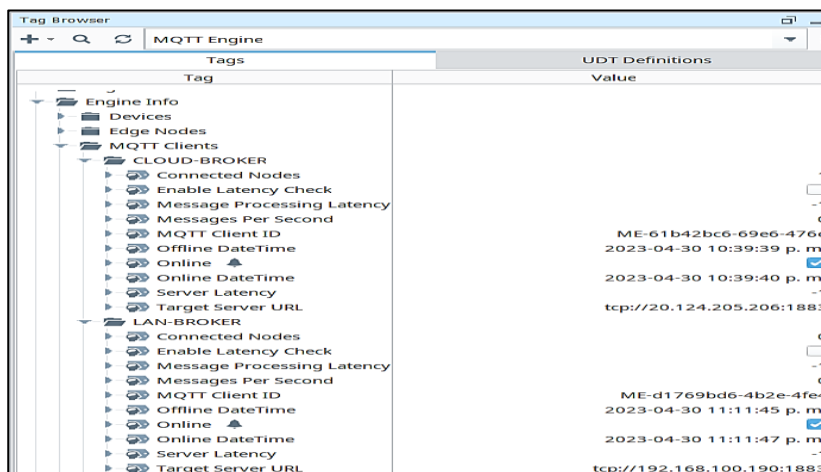 Tag Browser
MQTT Engine
Tags UDT Definitions
Tag Value
Engine Info
Devices
Edge Nodes
MQTT Clients
CLOUD-BROKER
Connected Nodes
Enable Latency Check
Message Processing Latency -1
Messages Per Second
MQTT Client ID ME-61b42bc6-69e6-476
Offline DateTime 2023-04-30 10:39:39 p. m
Online
Online DateTime 2023-04-30 10:39:40 p. m
Server Latency -1
Target Server URL tcp://20.124.205.206:1883
LAN-BROKER
Connected Nodes
Enable Latency Check
Message Processing Latency -1
Messages Per Second
MQTT Client ID ME-d1769bd6-4b2e-4fe
Offline DateTime 2023-04-30 11:11:45 p. m
Online
Online DateTime 2023-04-30 11:11:47 p. m
Server Latency -1
Target Server URL tcp://192.168.100.190:1883